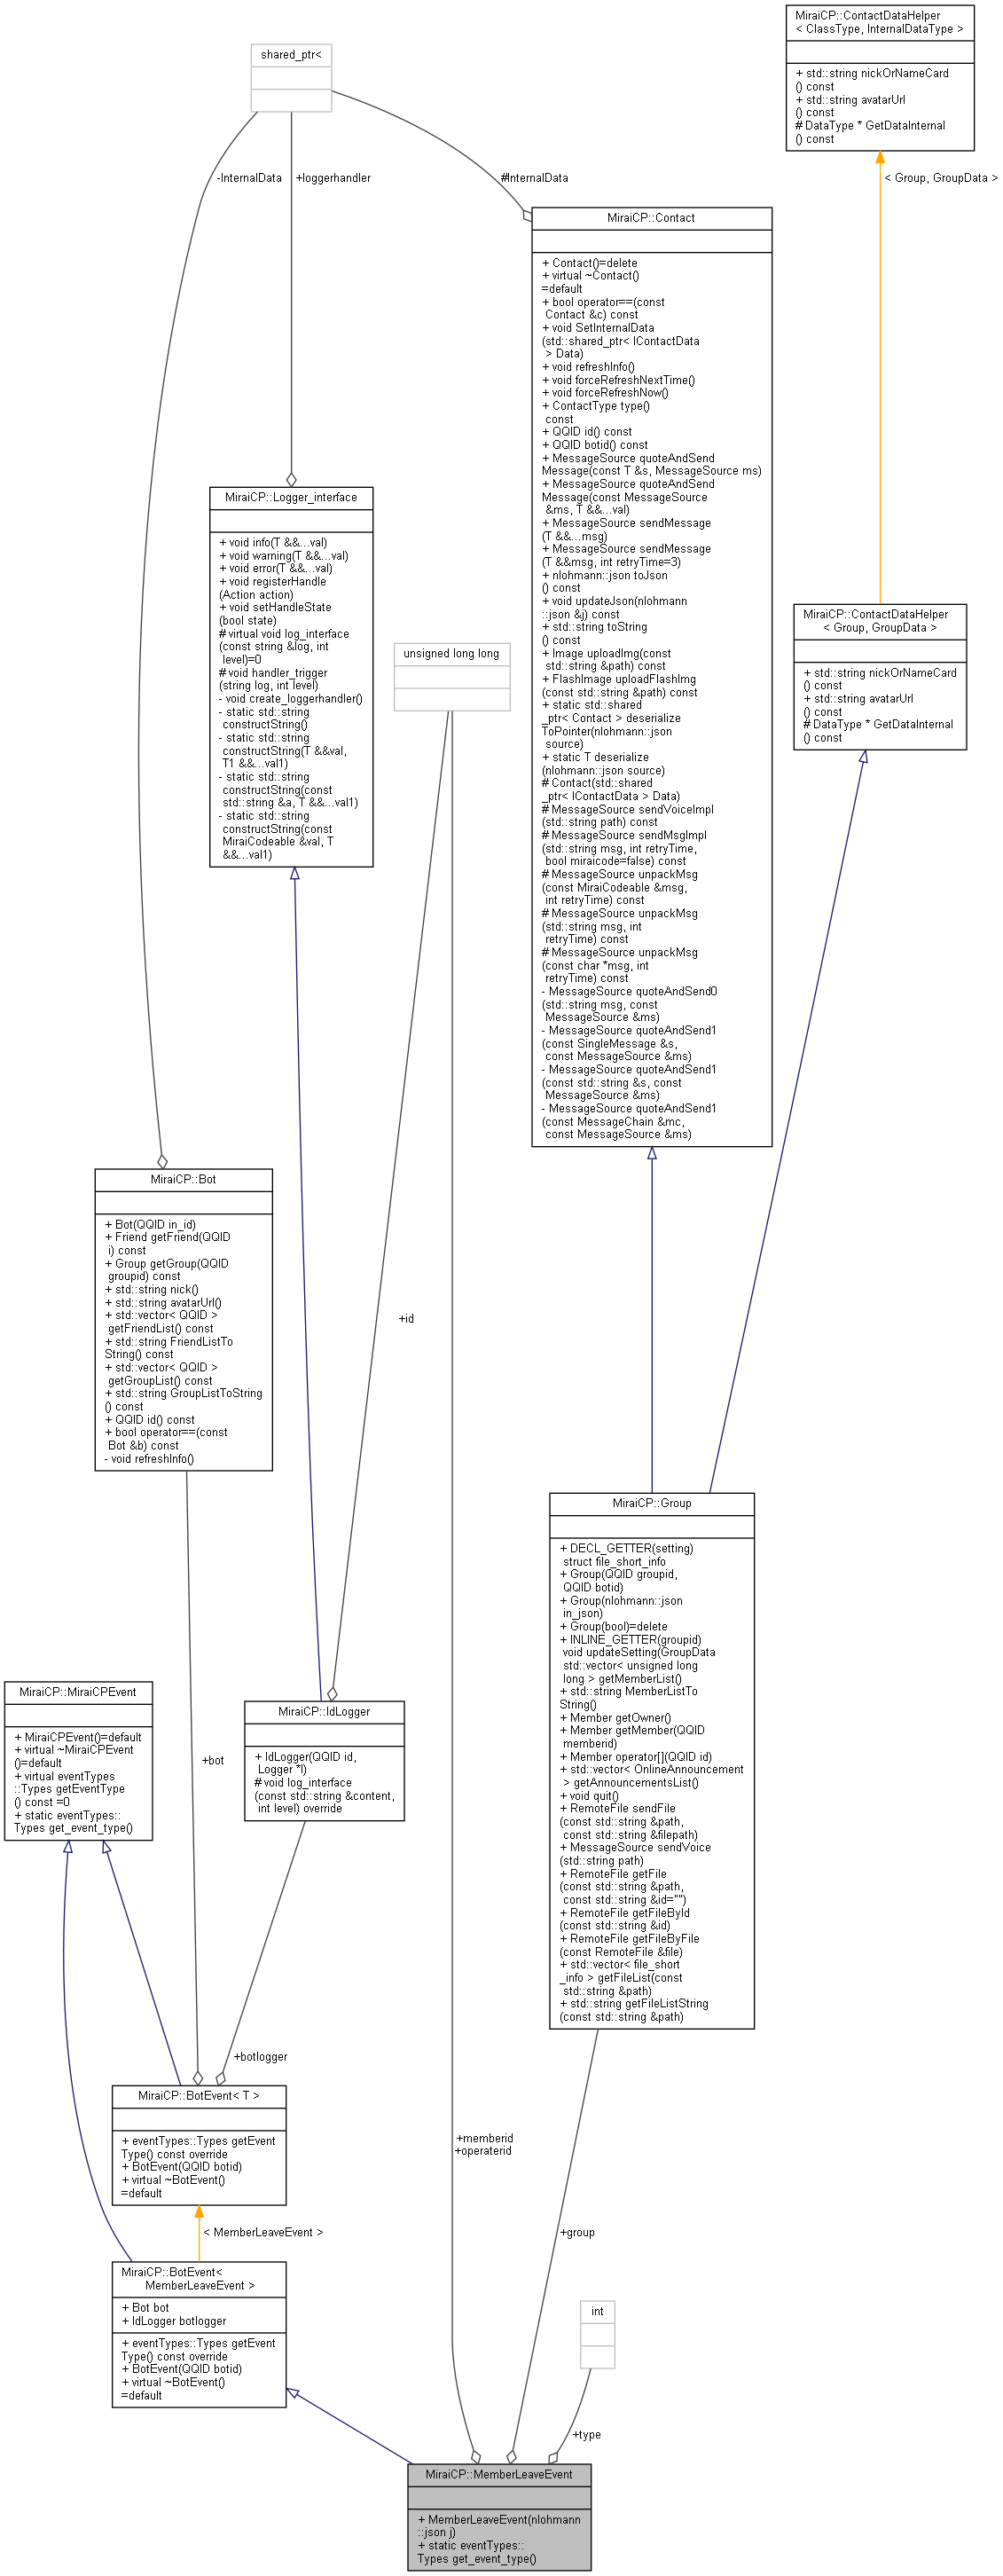 MiraiCP::ContactDataHelper
< ClassType, InternalDataType >
+ std::string nickOrNameCard
() const
+ std::string avatarUrl
() const
# DataType * GetDataInternal
() const
shared_ptr<
-InternalData
+loggerhandler
#InternalData
< Group, GroupData >
MiraiCP::Contact
+ Contact()=delete
+ virtual ~Contact()
=default
+ bool operator==(const
Contact &c) const
+ void SetInternalData
(std::shared_ptr< IContactData
> Data)
+ void refreshInfo()
+ void forceRefreshNextTime()
+ void forceRefreshNow()
+ ContactType type()
const
+ QQID id() const
+ QQID botid() const
+ MessageSource quoteAndSend
Message(const T &s, MessageSource ms)
+ MessageSource quoteAndSend
Message(const MessageSource
&ms, T &&...val)
+ MessageSource sendMessage
(T &&...msg)
+ MessageSource sendMessage
(T &&msg, int retryTime=3)
+ nlohmann::json toJson
() const
+ void updateJson(nlohmann
::json &j) const
+ std::string toString
() const
+ Image uploadImg(const
std::string &path) const
+ FlashImage uploadFlashImg
(const std::string &path) const
+ static std::shared
_ptr< Contact > deserialize
ToPointer(nlohmann::json
source)
+ static T deserialize
(nlohmann::json source)
# Contact(std::shared
_ptr< IContactData > Data)
# MessageSource sendVoiceImpl
(std::string path) const
# MessageSource sendMsgImpl
(std::string msg, int retryTime,
bool miraicode=false) const
# MessageSource unpackMsg
(const MiraiCodeable &msg,
int retryTime) const
# MessageSource unpackMsg
(std::string msg, int
retryTime) const
# MessageSource unpackMsg
(const char *msg, int
retryTime) const
- MessageSource quoteAndSend0
(std::string msg, const
MessageSource &ms)
- MessageSource quoteAndSend1
(const SingleMessage &s,
const MessageSource &ms)
- MessageSource quoteAndSend1
(const std::string &s, const
MessageSource &ms)
- MessageSource quoteAndSend1
(const MessageChain &mc,
const MessageSource &ms)
MiraiCP::Logger_interface
+ void info(T &&...val)
+ void warning(T &&...val)
+ void error(T &&...val)
+ void registerHandle
(Action action)
+ void setHandleState
(bool state)
# virtual void log_interface
(const string &log, int
level)=0
# void handler_trigger
(string log, int level)
- void create_loggerhandler()
- static std::string
constructString()
- static std::string
constructString(T &&val,
T1 &&...val1)
- static std::string
constructString(const
std::string &a, T &&...val1)
- static std::string
constructString(const
MiraiCodeable &val, T
&&...val1)
unsigned long long
MiraiCP::ContactDataHelper
< Group, GroupData >
+ std::string nickOrNameCard
() const
+ std::string avatarUrl
() const
# DataType * GetDataInternal
() const
MiraiCP::Bot
+ Bot(QQID in_id)
+ Friend getFriend(QQID
i) const
+ Group getGroup(QQID
groupid) const
+ std::string nick()
+ std::string avatarUrl()
+ std::vector< QQID >
getFriendList() const
+ std::string FriendListTo
String() const
+ std::vector< QQID >
getGroupList() const
+ std::string GroupListToString
() const
+ QQID id() const
+ bool operator==(const
Bot &b) const
- void refreshInfo()
+id
MiraiCP::Group
+ DECL_GETTER(setting)
struct file_short_info
+ Group(QQID groupid,
QQID botid)
+ Group(nlohmann::json
in_json)
+ Group(bool)=delete
+ INLINE_GETTER(groupid)
void updateSetting(GroupData
std::vector< unsigned long
long > getMemberList()
+ std::string MemberListTo
String()
+ Member getOwner()
+ Member getMember(QQID
memberid)
+ Member operator[](QQID id)
+ std::vector< OnlineAnnouncement
> getAnnouncementsList()
+ void quit()
+ RemoteFile sendFile
(const std::string &path,
const std::string &filepath)
+ MessageSource sendVoice
(std::string path)
+ RemoteFile getFile
(const std::string &path,
const std::string &id="")
+ RemoteFile getFileById
(const std::string &id)
+ RemoteFile getFileByFile
(const RemoteFile &file)
+ std::vector< file_short
_info > getFileList(const
std::string &path)
+ std::string getFileListString
(const std::string &path)
MiraiCP::MiraiCPEvent
+ MiraiCPEvent()=default
+ virtual ~MiraiCPEvent
()=default
+ virtual eventTypes
::Types getEventType
() const =0
+ static eventTypes::
Types get_event_type()
+bot
MiraiCP::IdLogger
+ IdLogger(QQID id,
Logger *l)
# void log_interface
(const std::string &content,
int level) override
+botlogger
MiraiCP::BotEvent< T >
+ eventTypes::Types getEvent
Type() const override
+ BotEvent(QQID botid)
+ virtual ~BotEvent()
=default
+memberid
+operaterid
< MemberLeaveEvent >
+group
MiraiCP::BotEvent<
MemberLeaveEvent >
+ Bot bot
+ IdLogger botlogger
+ eventTypes::Types getEvent
Type() const override
+ BotEvent(QQID botid)
+ virtual ~BotEvent()
=default
int
+type
MiraiCP::MemberLeaveEvent
+ MemberLeaveEvent(nlohmann
::json j)
+ static eventTypes::
Types get_event_type()